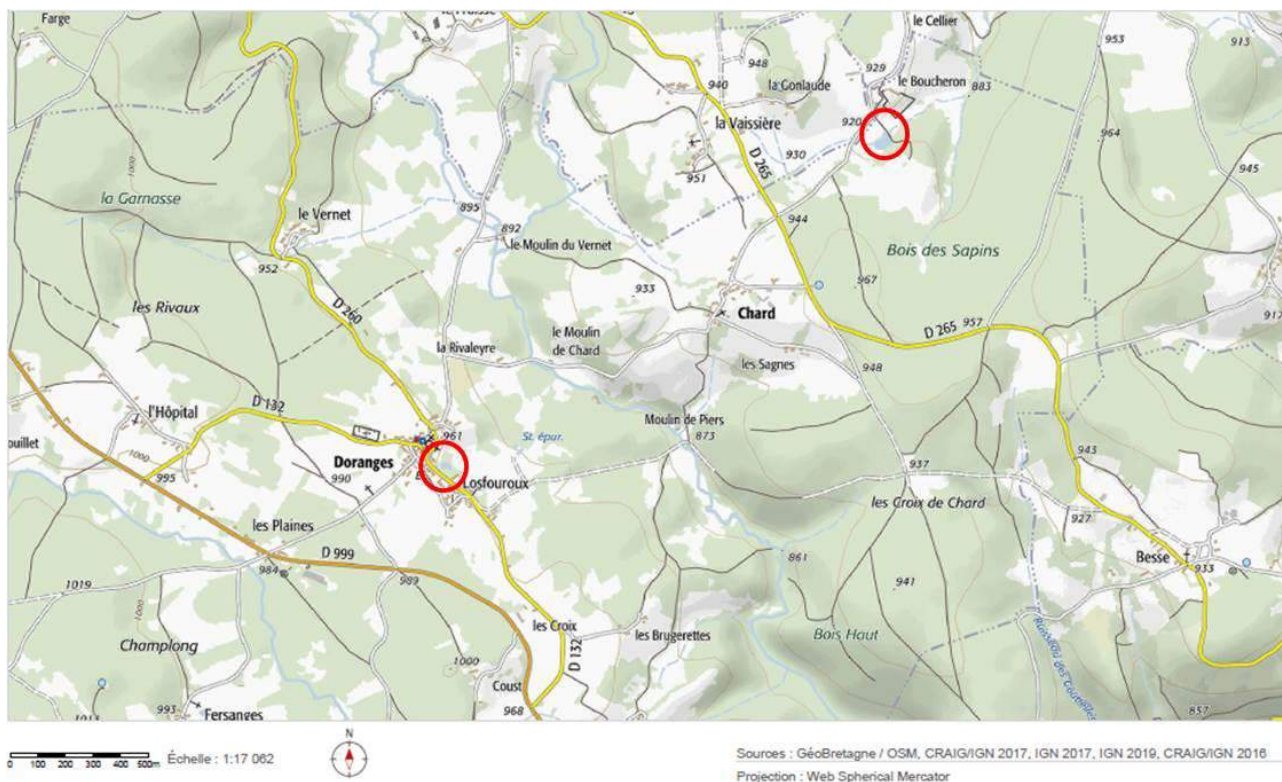 Farge
le Cellier
953
913
948
929
940
la Gonlaude
le Boucheron
883
la Vaissière
920
964
1000
D 265
930
951
945
la Garnasse
895
le Vernet
892
944
le Moulin du Vernet
Bois des Sapins
952
967
933
les Rivaux
D 260
Chard
917
le Moulin
de Chard
D 265
957
la Rivaleyre
les Sagnes
948
D 132
l'Hôpital
Moulin de Piers
961
St. épur.
873
943
ouillet
1000
Doranges
937
995
990
Losfouroux
les Croix de Chard
les Plaines
927
D 999
Besse
861
984
989
933
1019
941
1000
les Croix
les Brugerettes
Bois Haut
Champlong
D 132
1000
Coust
993
Fersanges
968
857
N
0 100 200 300 400 500m
Échelle : 1:17 062
Sources : GéoBretagne / OSM, CRAIG/IGN 2017, IGN 2017, IGN 2019, CRAIG/IGN 2016
Projection : Web Spherical Mercator